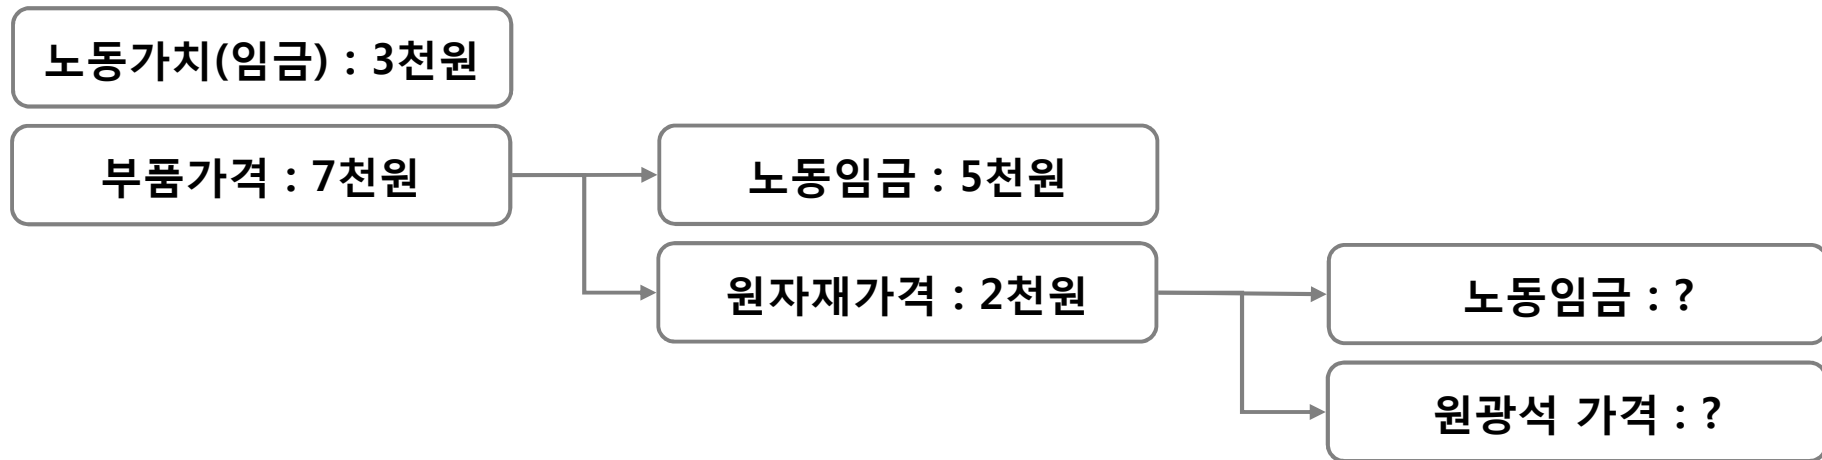 노동가치(임금) : 3천원
부품가격 : 7천원
노동임금 : 5천원
원자재가격 : 2천원
노동임금 : ?
원광석 가격 : ?